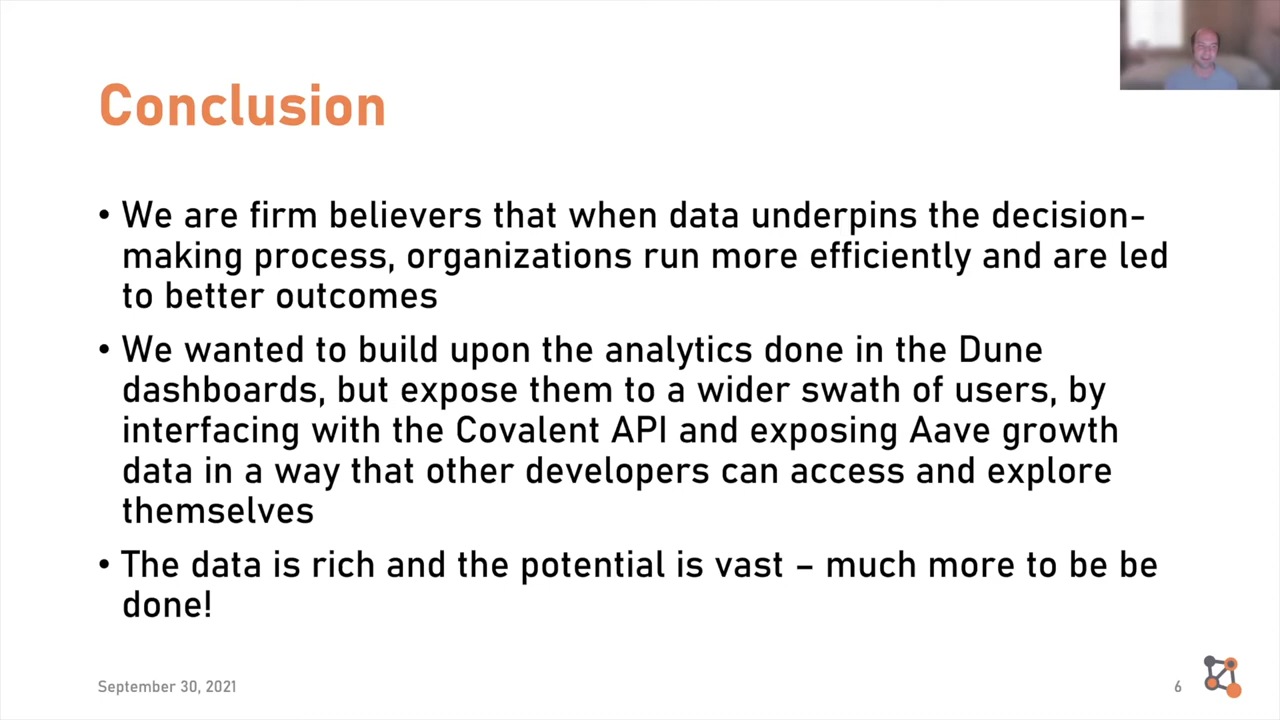 Conclusion
• We are firm believers that when data underpins the decision-
making process, organizations run more efficiently and are led
to better outcomes
• We wanted to build upon the analytics done in the Dune
dashboards, but expose them to a wider swath of users, by
interfacing with the Covalent API and exposing Aave growth
data in a way that other developers can access and explore
themselves
• The data is rich and the potential is vast – much more to be be
done!
September 30, 2021
6